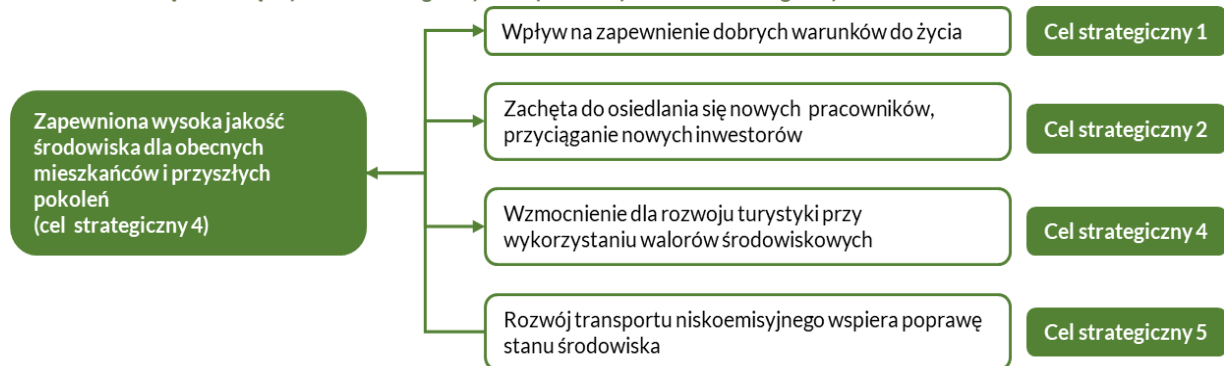 Wpływ na zapewnienie dobrych warunków do życia
Cel strategiczny 1
Zapewniona wysoka jakość
środowiska dla obecnych
mieszkańców i przyszłych
pokoleń
(cel strategiczny 4)
Zachęta do osiedlania się nowych pracowników,
przyciąganie nowych inwestorów
Cel strategiczny 2
Wzmocnienie dla rozwoju turystyki przy
wykorzystaniu walorów środowiskowych
Cel strategiczny 4
Rozwój transportu niskoemisyjnego wspiera poprawę
stanu środowiska
Cel strategiczny 5